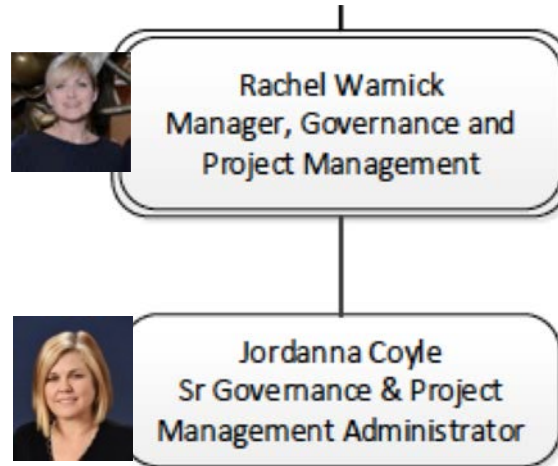 Rachel Warnick
Manager, Governance and
Project Management
Jordanna Coyle
Sr Governance & Project
Management Administrator